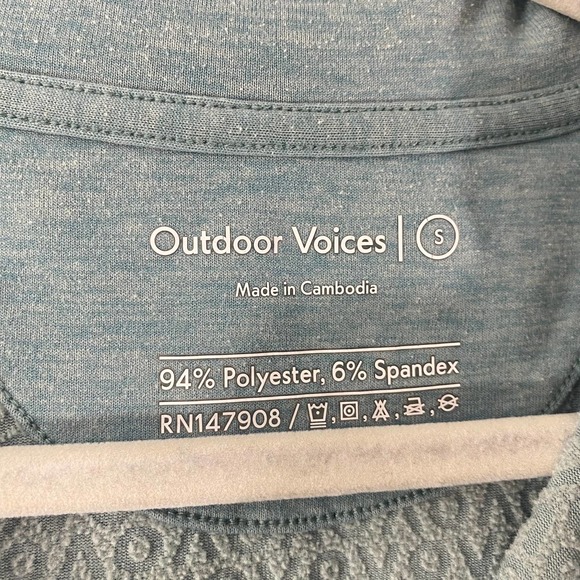 Outdoor Voices | S
Made in Cambodia
94% Polyester, 6% Spandex
RN147908 /